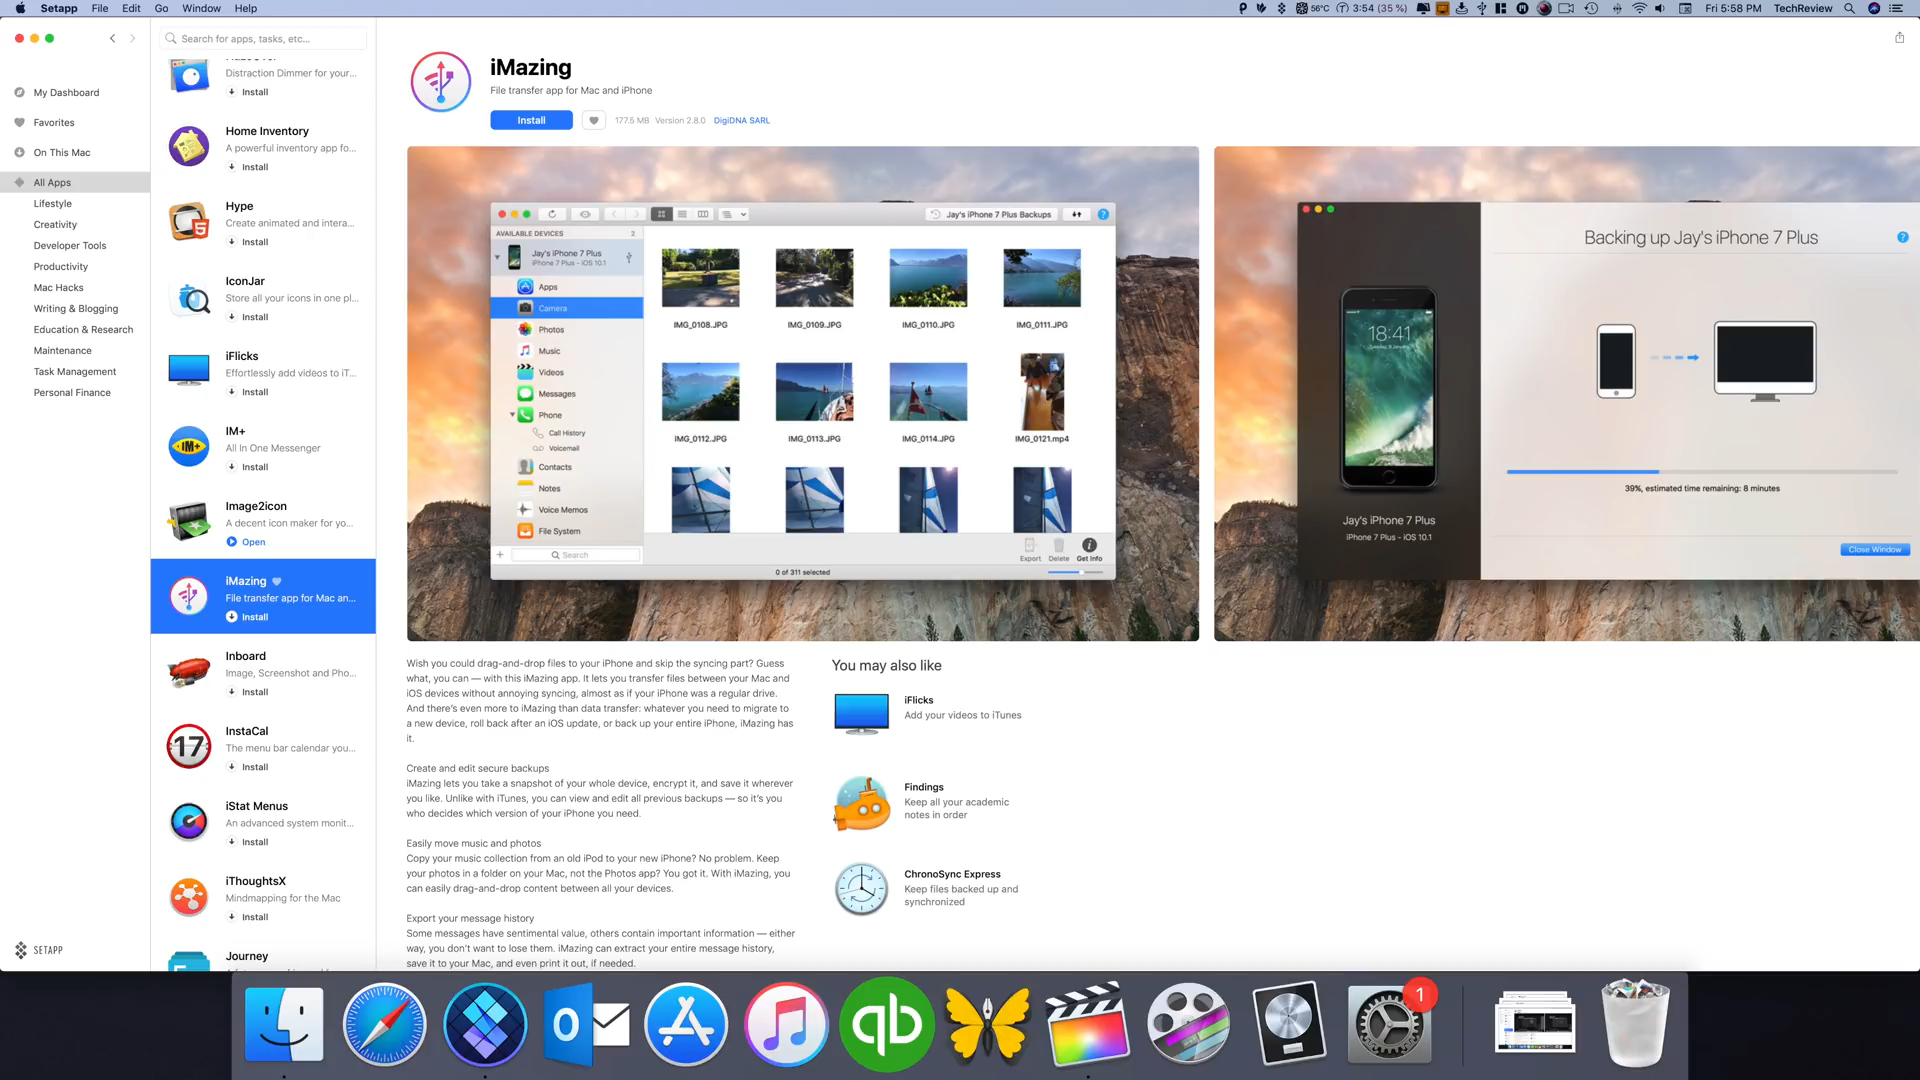 Setapp File Edit Go Window Help
56°C 3:54 (35 %) Fri 5:58 PM TechReview
Search for apps, tasks, etc...
My Dashboard
Favorites
On This Mac
All Apps
Lifestyle
Creativity
Developer Tools
Productivity
Mac Hacks
Writing & Blogging
Education & Research
Maintenance
Task Management
Personal Finance
SETAPP
Distraction Dimmer for your...
Install
Home Inventory
A powerful inventory app fo...
Install
Hype
Create animated and intera...
Install
IconJar
Store all your icons in one pl...
Install
iFlicks
Effortlessly add videos to iT...
Install
IM+
IM+
All In One Messenger
Install
Image2icon
A decent icon maker for yo...
Open
iMazing
File transfer app for Mac an...
Install
Inboard
Image, Screenshot and Pho...
Install
17
InstaCal
The menu bar calendar you...
Install
iStat Menus
An advanced system monit...
Install
iThoughtsX
Mindmapping for the Mac
Install
Journey
iMazing
File transfer app for Mac and iPhone
Install 177.5 MB Version 2.8.0 DigiDNA SARL
Jay's iPhone 7 Plus Backups
AVAILABLE DEVICES 2
Jay's iPhone 7 Plus
iPhone 7 Plus - iOS 10.1
Apps
Camera
Photos
Music
Videos
Messages
Phone
Call History
Voicemail
Contacts
Notes
Voice Memos
File System
Search
IMG_0108.JPG IMG_0109.JPG IMG_0110.JPG IMG_0111.JPG
IMG_0112.JPG IMG_0113.JPG IMG_0114.JPG IMG_0121.mp4
Export Delete Get Info
0 of 311 selected
Backing up Jay's iPhone 7 Plus
18:41
39%, estimated time remaining: 8 minutes
Jay's iPhone 7 Plus
iPhone 7 Plus - iOS 10.1
Close Window
Wish you could drag-and-drop files to your iPhone and skip the syncing part? Guess
what, you can — with this iMazing app. It lets you transfer files between your Mac and
iOS devices without annoying syncing, almost as if your iPhone was a regular drive.
And there's even more to iMazing than data transfer: whatever you need to migrate to
a new device, roll back after an iOS update, or back up your entire iPhone, iMazing has
it.
Create and edit secure backups
iMazing lets you take a snapshot of your whole device, encrypt it, and save it wherever
you like. Unlike with iTunes, you can view and edit all previous backups — so it's you
who decides which version of your iPhone you need.
Easily move music and photos
Copy your music collection from an old iPod to your new iPhone? No problem. Keep
your photos in a folder on your Mac, not the Photos app? You got it. With iMazing, you
can easily drag-and-drop content between all your devices.
Export your message history
Some messages have sentimental value, others contain important information — either
way, you don't want to lose them. iMazing can extract your entire message history,
save it to your Mac, and even print it out, if needed.
You may also like
iFlicks
Add your videos to iTunes
Findings
Keep all your academic
notes in order
ChronoSync Express
Keep files backed up and
synchronized
qb
1